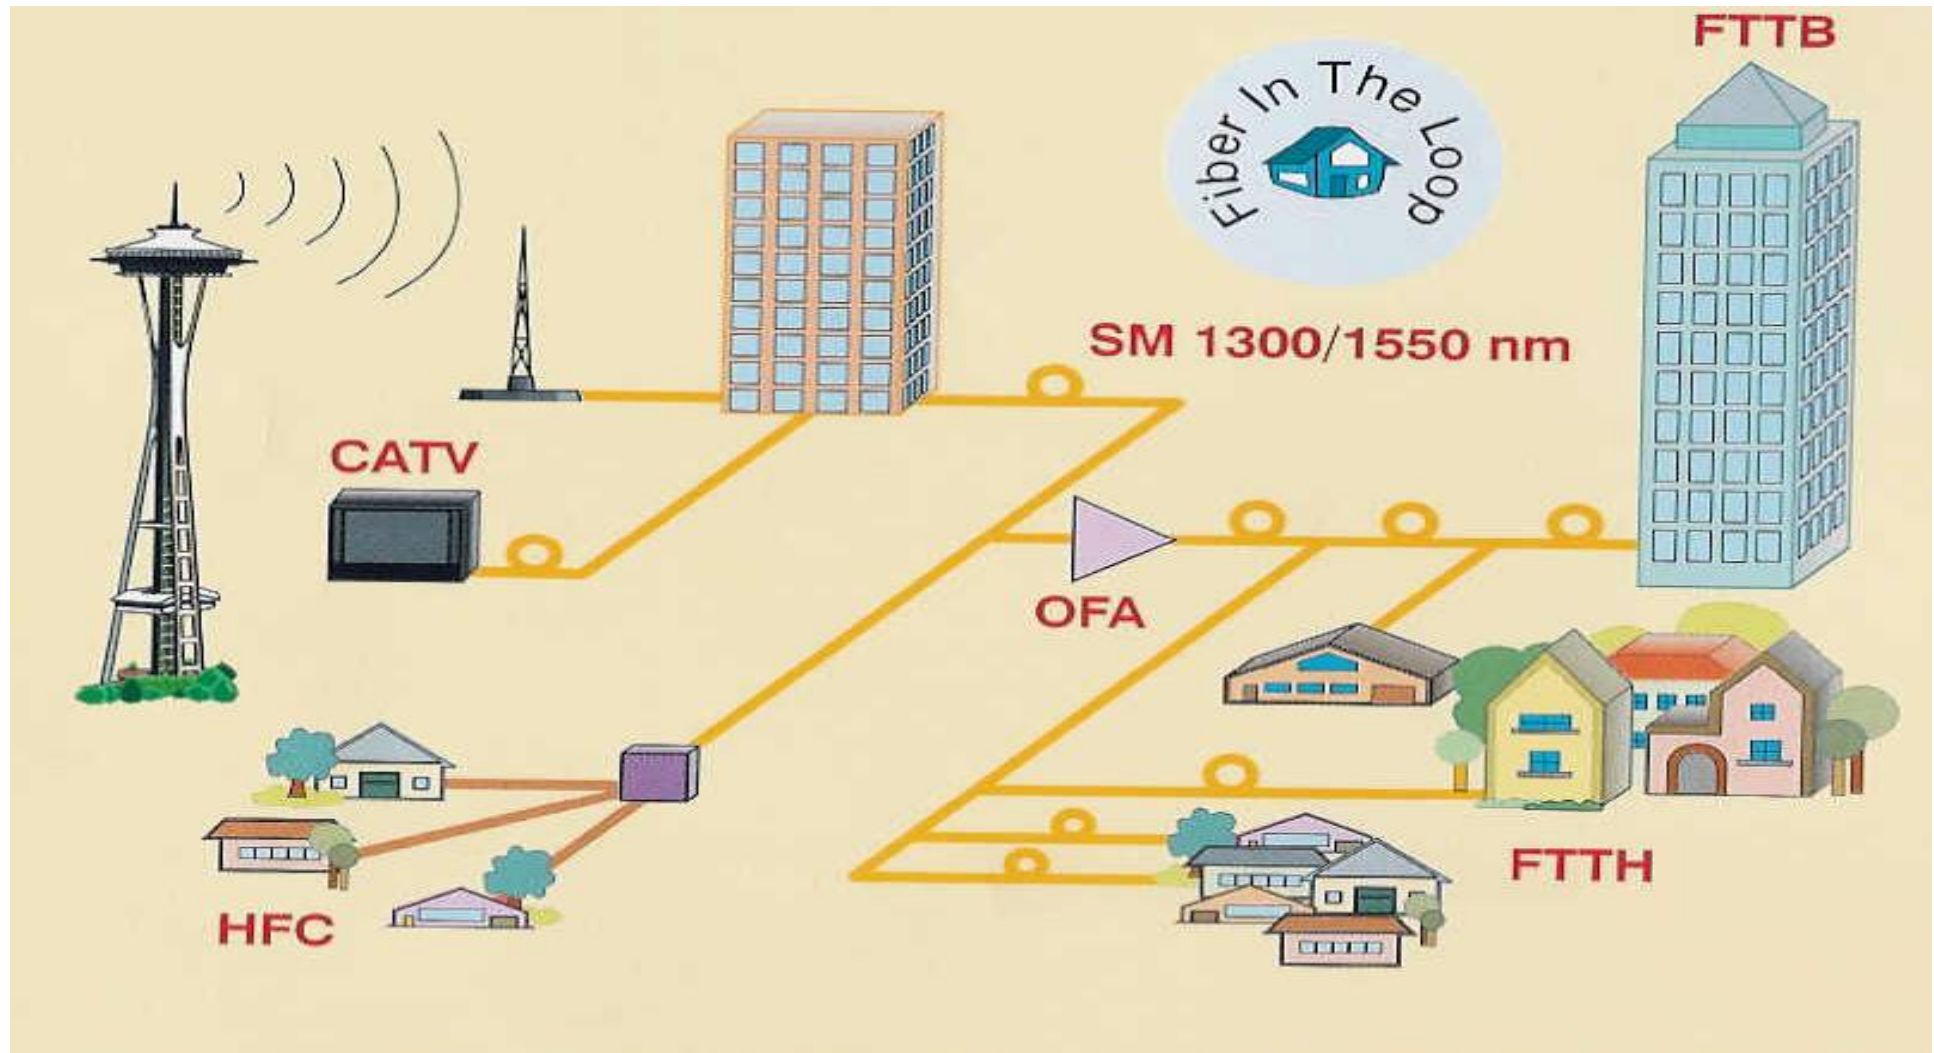 FTTB
Fiber In The Loop
SM 1300/1550 nm
CATV
OFA
FTTH
HFC